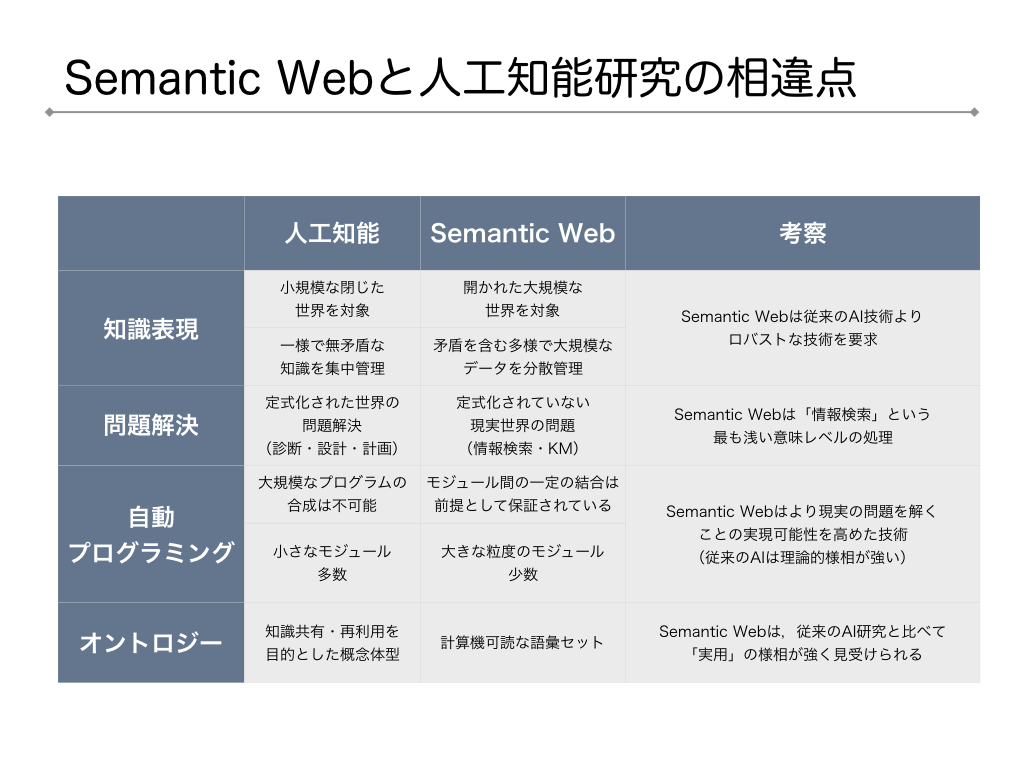 Semantic Webと人工知能研究の相違点
人工知能
Semantic Web
考察
知識表現
小規模な閉じた
世界を対象
開かれた大規模な
世界を対象
Semantic Webは従来のAI技術より
ロバストな技術を要求
一様で無矛盾な
知識を集中管理
矛盾を含む多様で大規模な
データを分散管理
問題解決
定式化された世界の
問題解決
（診断・設計・計画）
定式化されていない
現実世界の問題
（情報検索・KM）
Semantic Webは「情報検索」という
最も浅い意味レベルの処理
自動
プログラミング
大規模なプログラムの
合成は不可能
モジュール間の一定の結合は
前提として保証されている
Semantic Webはより現実の問題を解く
ことの実現可能性を高めた技術
（従来のAIは理論的様相が強い）
小さなモジュール
多数
大きな粒度のモジュール
少数
オントロジー
知識共有・再利用を
目的とした概念体型
計算機可読な語彙セット
Semantic Webは，従来のAI研究と比べて
「実用」の様相が強く見受けられる